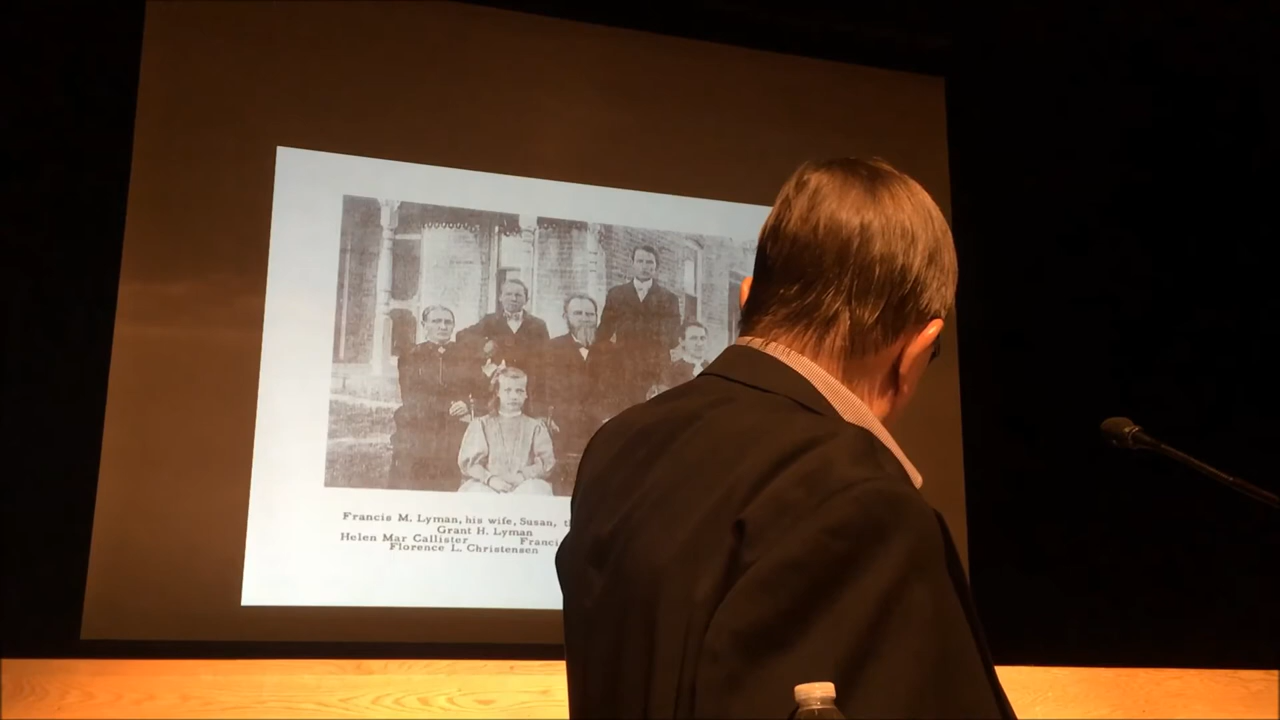 Francis M. Lyman, his wife, Susan,
Grant H. Lyman
Helen Mar Callister
Florence L. Christensen